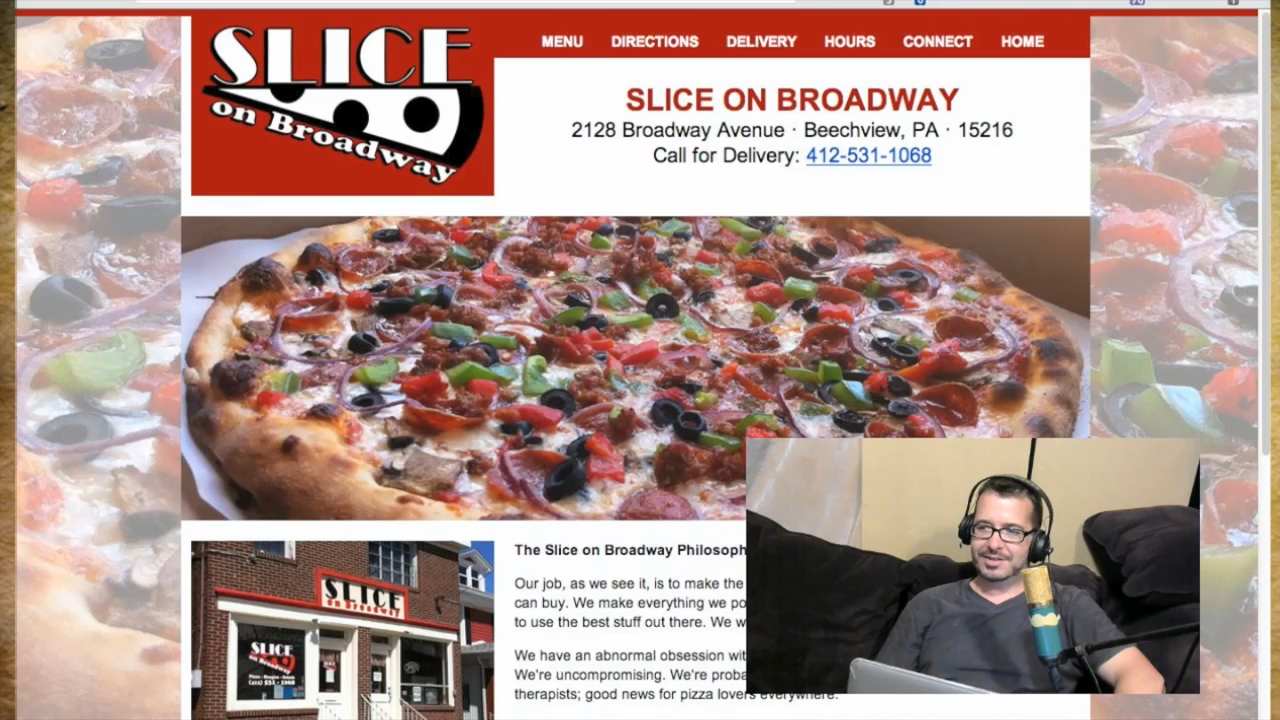 SLICE
on Broadway
MENU DIRECTIONS DELIVERY HOURS CONNECT HOME
SLICE ON BROADWAY
2128 Broadway Avenue · Beechview, PA · 15216
Call for Delivery: 412-531-1068
SLICE
on Broadway
SLICE
on Broadway
The Slice on Broadway Philosoph
Our job, as we see it, is to make the
can buy. We make everything we po
to use the best stuff out there. We w
We have an abnormal obsession wit
We're uncompromising. We're proba
therapists; good news for pizza lovers everywhere.